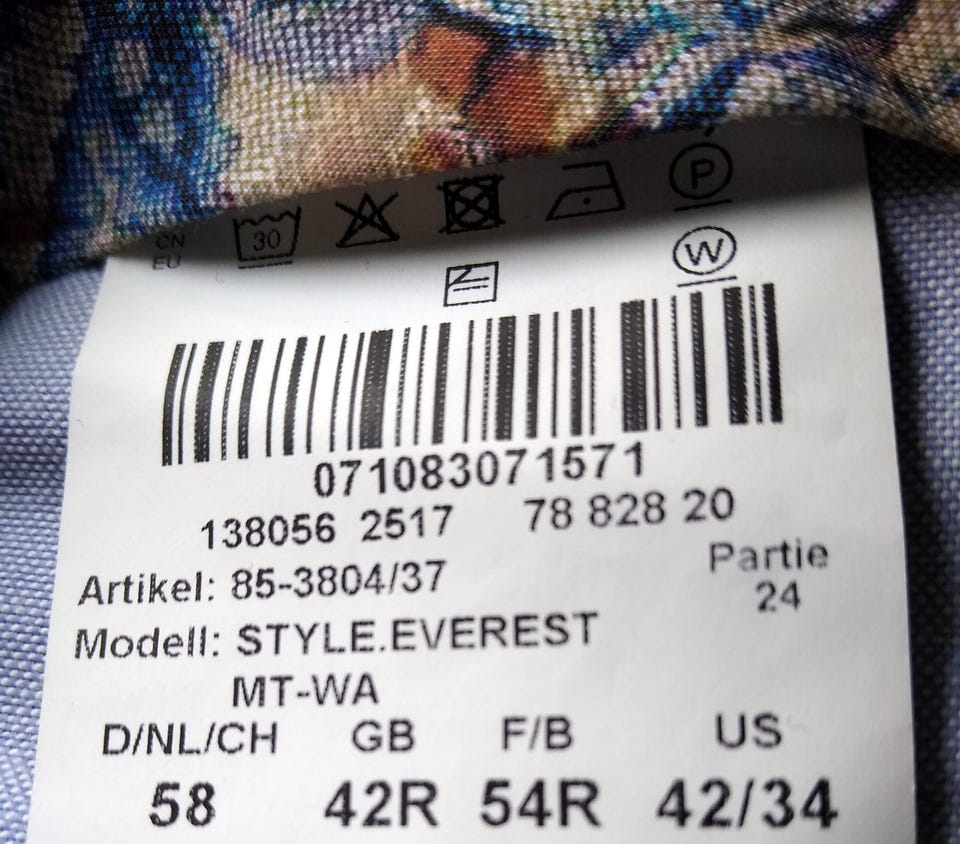 CN 30 P
EU W
071083071571
138056 2517 78 828 20
Artikel: 85-3804/37 Partie
24
Modell: STYLE.EVEREST
MT-WA
D/NL/CH GB F/B US
58 42R 54R 42/34